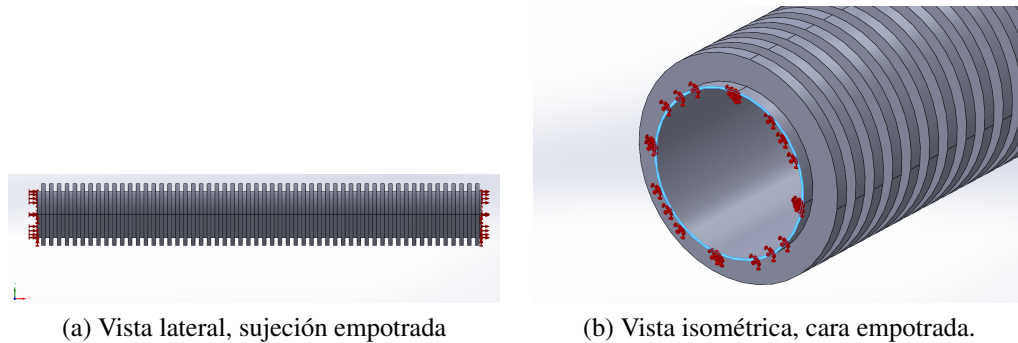 (a) Vista lateral, sujeción empotrada
(b) Vista isométrica, cara empotrada.